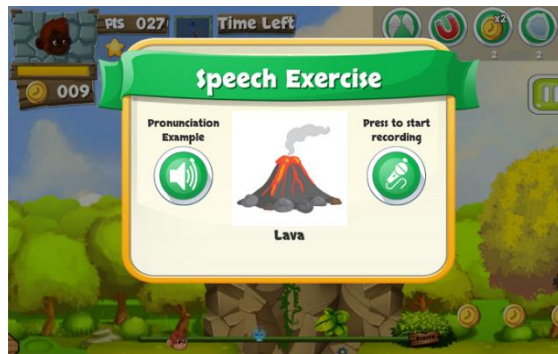 Pts 027
Time Left
009
x2
2
2
Speech Exercise
Pronunciation
Example
Press to start
recording
Lava